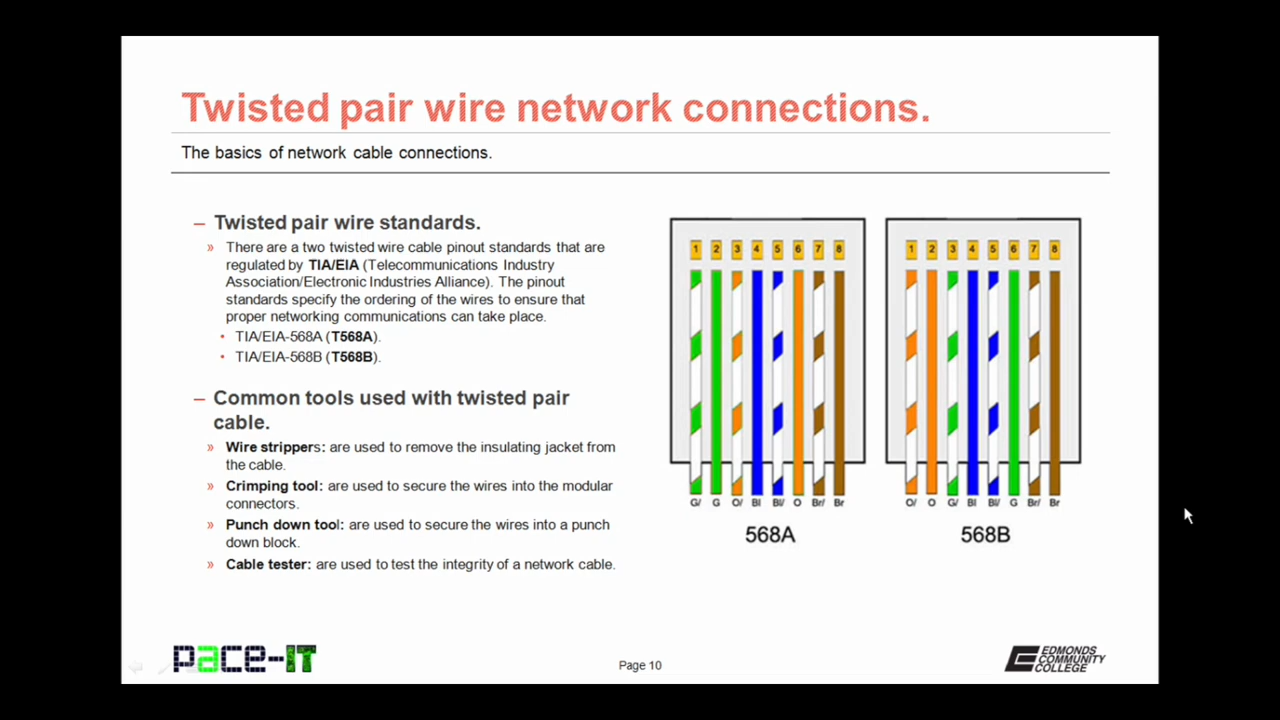 Twisted pair wire network connections.
The basics of network cable connections.
– Twisted pair wire standards.
» There are a two twisted wire cable pinout standards that are
regulated by TIA/EIA (Telecommunications Industry
Association/Electronic Industries Alliance). The pinout
standards specify the ordering of the wires to ensure that
proper networking communications can take place.
• TIA/EIA-568A (T568A).
• TIA/EIA-568B (T568B).
– Common tools used with twisted pair
cable.
» Wire strippers: are used to remove the insulating jacket from
the cable.
» Crimping tool: are used to secure the wires into the modular
connectors.
» Punch down tool: are used to secure the wires into a punch
down block.
» Cable tester: are used to test the integrity of a network cable.
1 2 3 4 5 6 7 8
G/ G O/ Bl Bl/ O Br/ Br
568A
1 2 3 4 5 6 7 8
O/ O G/ Bl Bl/ G Br/ Br
568B
pace-IT
Page 10
EDMONDS
COMMUNITY
COLLEGE